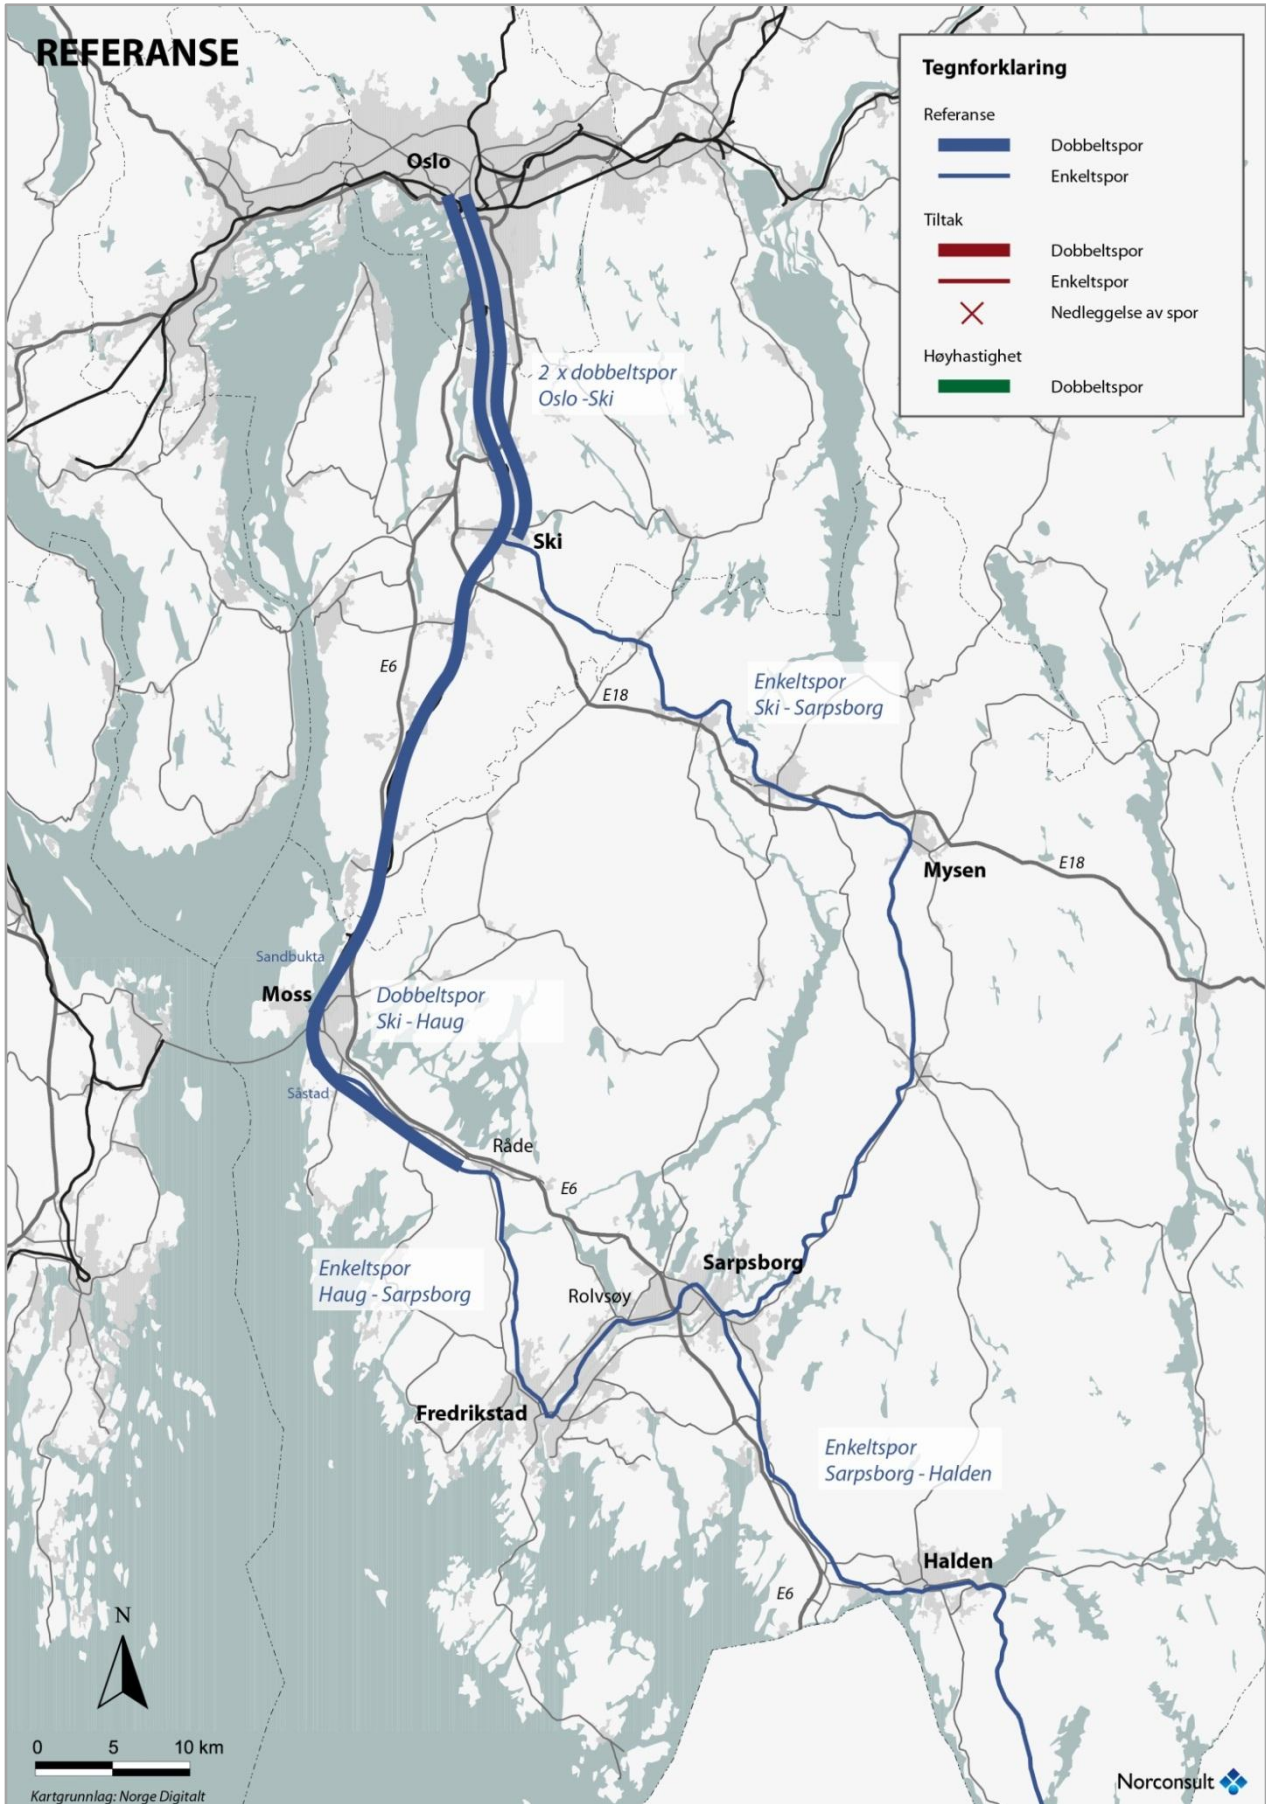 REFERANSE
Tegnforklaring
Referanse
Dobbeltspor
Enkeltspor
Tiltak
Dobbeltspor
Enkeltspor
Nedleggelse av spor
Høyhastighet
Dobbeltspor
Oslo
2 x dobbeltspor
Oslo -Ski
Ski
E6
E18
Enkeltspor
Ski - Sarpsborg
Mysen
E18
Sandbukta
Moss
Dobbeltspor
Ski - Haug
Såstad
Råde
E6
Enkeltspor
Haug - Sarpsborg
Sarpsborg
Rolvsøy
Fredrikstad
Enkeltspor
Sarpsborg - Halden
Halden
E6
N
0 5 10 km
Kartgrunnlag: Norge Digitalt
Norconsult